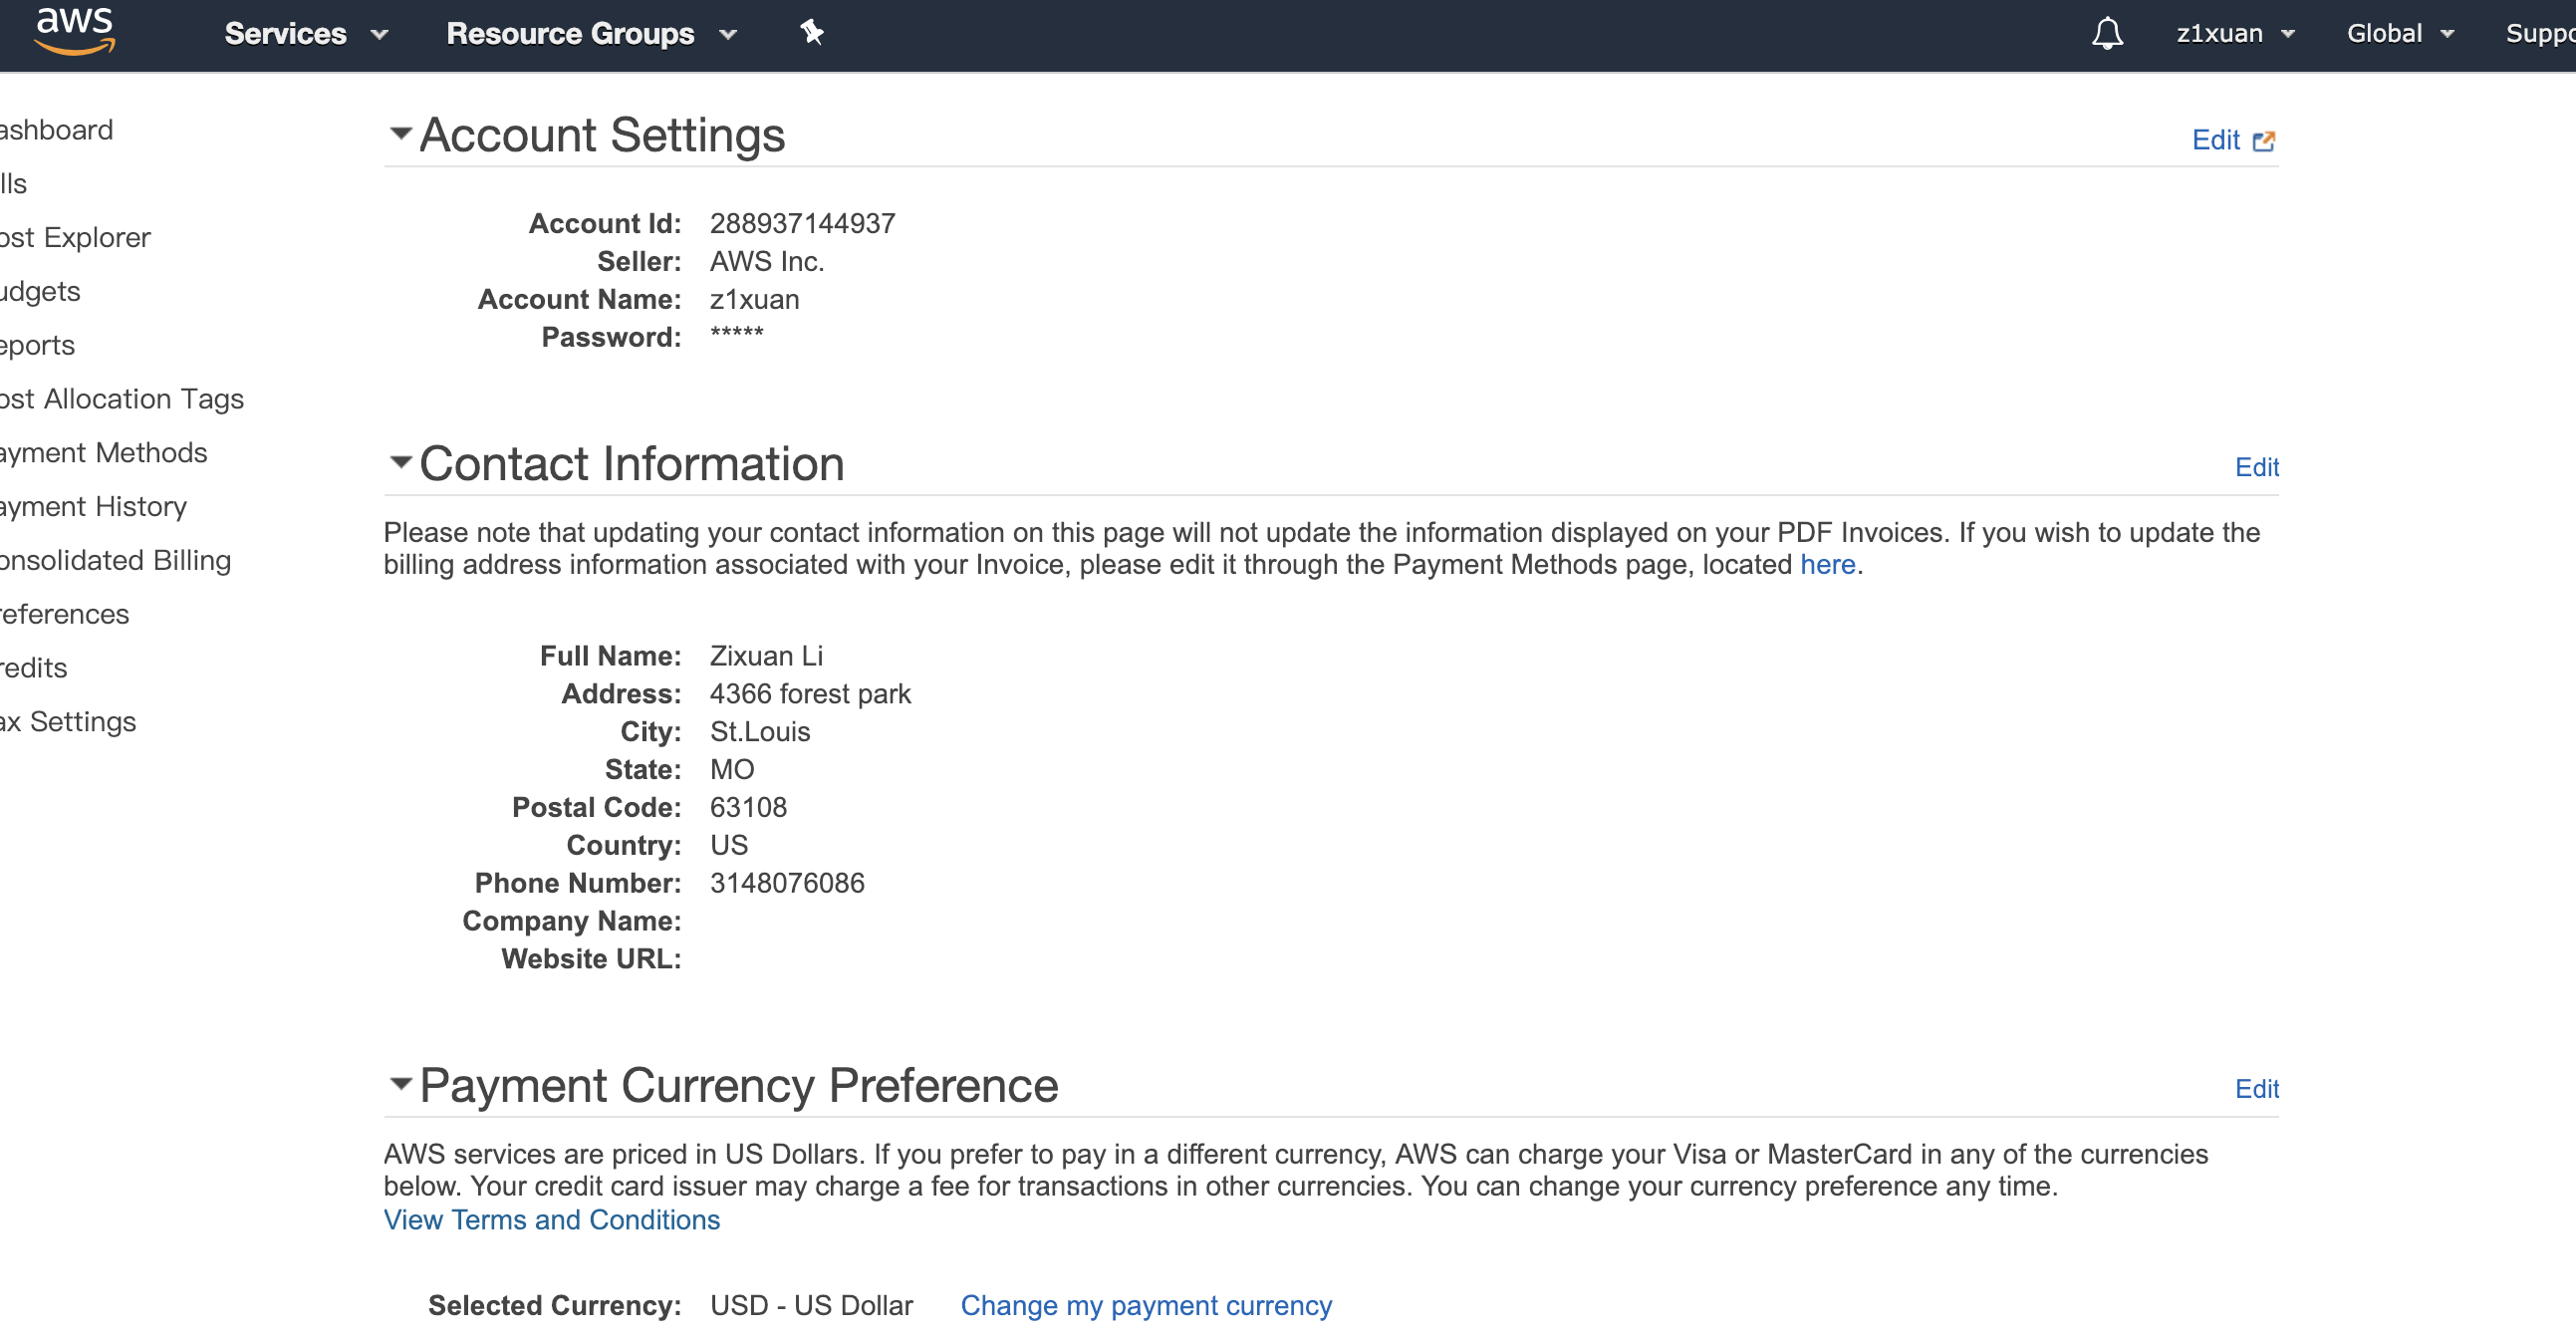 aws Services Resource Groups z1xuan Global Suppo
ashboard
lls
ost Explorer
udgets
eports
ost Allocation Tags
ayment Methods
ayment History
onsolidated Billing
references
redits
ax Settings
Account Settings Edit
Account Id: 288937144937
Seller: AWS Inc.
Account Name: z1xuan
Password: *****
Contact Information Edit
Please note that updating your contact information on this page will not update the information displayed on your PDF Invoices. If you wish to update the
billing address information associated with your Invoice, please edit it through the Payment Methods page, located here.
Full Name: Zixuan Li
Address: 4366 forest park
City: St.Louis
State: MO
Postal Code: 63108
Country: US
Phone Number: 3148076086
Company Name:
Website URL:
Payment Currency Preference Edit
AWS services are priced in US Dollars. If you prefer to pay in a different currency, AWS can charge your Visa or MasterCard in any of the currencies
below. Your credit card issuer may charge a fee for transactions in other currencies. You can change your currency preference any time.
View Terms and Conditions
Selected Currency: USD - US Dollar Change my payment currency